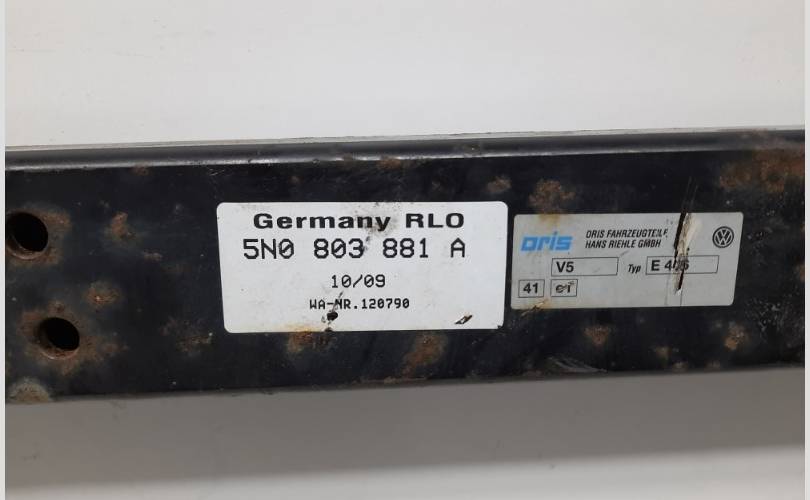 Germany RLO
5N0 803 881 A
10/09
WA-NR.120790
Oris
ORIS FAHRZEUGTEILE
HANS RIEHLE GMBH
V5 Typ E
41